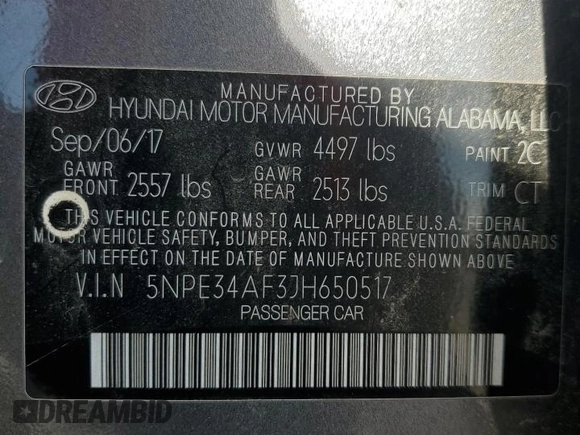 MANUFACTURED BY
HYUNDAI MOTOR MANUFACTURING ALABAMA, LLC
Sep/06/17 GVWR 4497 lbs PAINT 2C
GAWR FRONT 2557 lbs GAWR REAR 2513 lbs TRIM CT
THIS VEHICLE CONFORMS TO ALL APPLICABLE U.S.A. FEDERAL
MOTOR VEHICLE SAFETY, BUMPER, AND THEFT PREVENTION STANDARDS
IN EFFECT ON THE DATE OF MANUFACTURE SHOWN ABOVE.
V.I.N 5NPE34AF3JH650517
PASSENGER CAR
DREAMBID